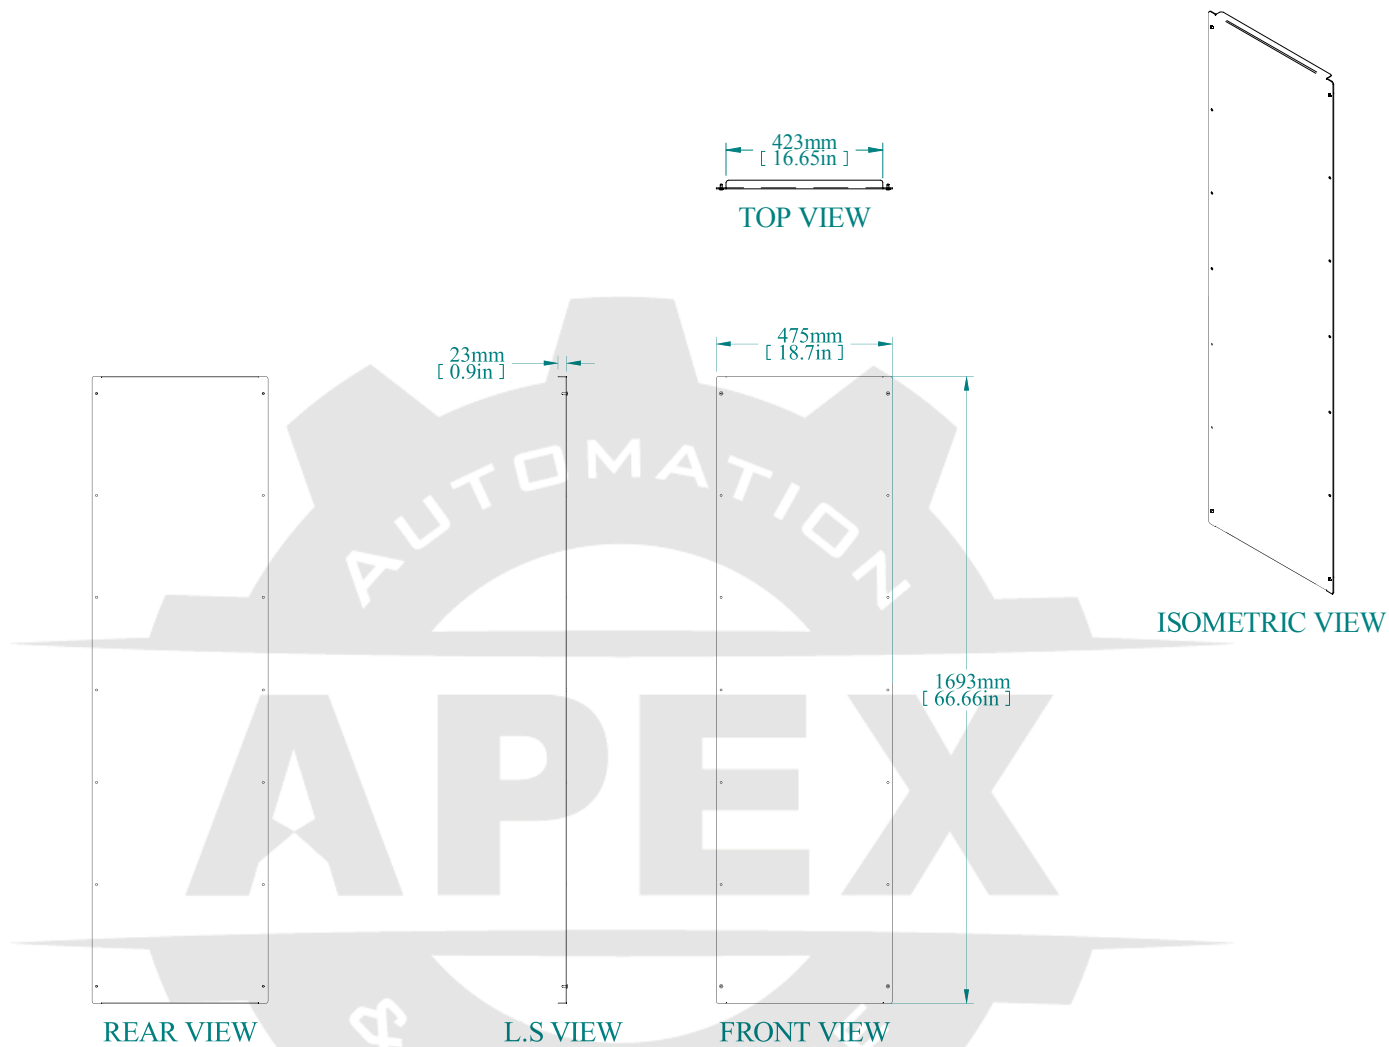 423mm
[ 16.65in ]
TOP VIEW
475mm
[ 18.7in ]
23mm
[ 0.9in ]
AUTOMATION
ISOMETRIC VIEW
1693mm
[ 66.66in ]
APEX
&
REAR VIEW
L.S VIEW
FRONT VIEW